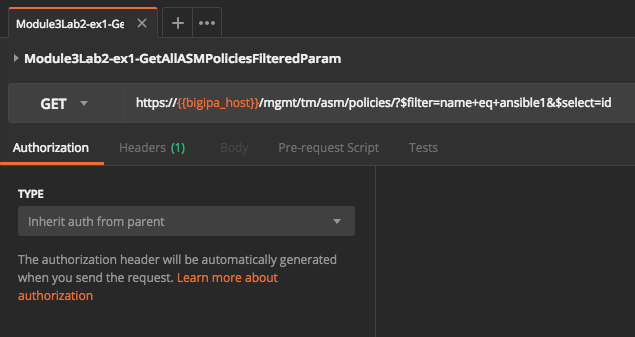 Module3Lab2-ex1-Get
Module3Lab2-ex1-GetAllASMPoliciesFilteredParam
GET https://{{bigipa_host}}/mgmt/tm/asm/policies/?$filter=name+eq+ansible1&$select=id
Authorization Headers (1) Body Pre-request Script Tests
TYPE
Inherit auth from parent
The authorization header will be automatically generated
when you send the request. Learn more about
authorization